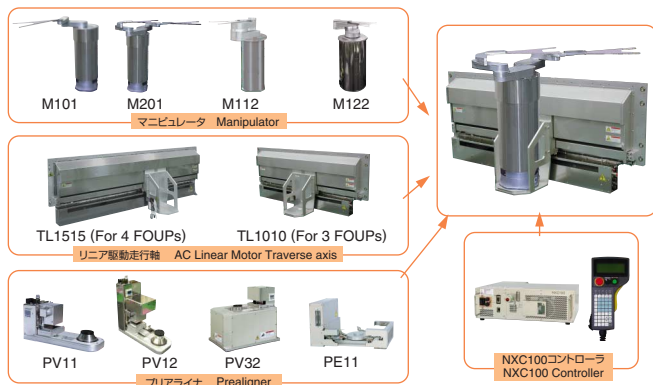 M101 M201 M112 M122
マニピュレータ Manipulator
TL1515 (For 4 FOUPs) TL1010 (For 3 FOUPs)
リニア駆動走行軸 AC Linear Motor Traverse axis
PV11 PV12 PV32 PE11
プリアライナ Prealigner
NXC100コントローラ
NXC100 Controller